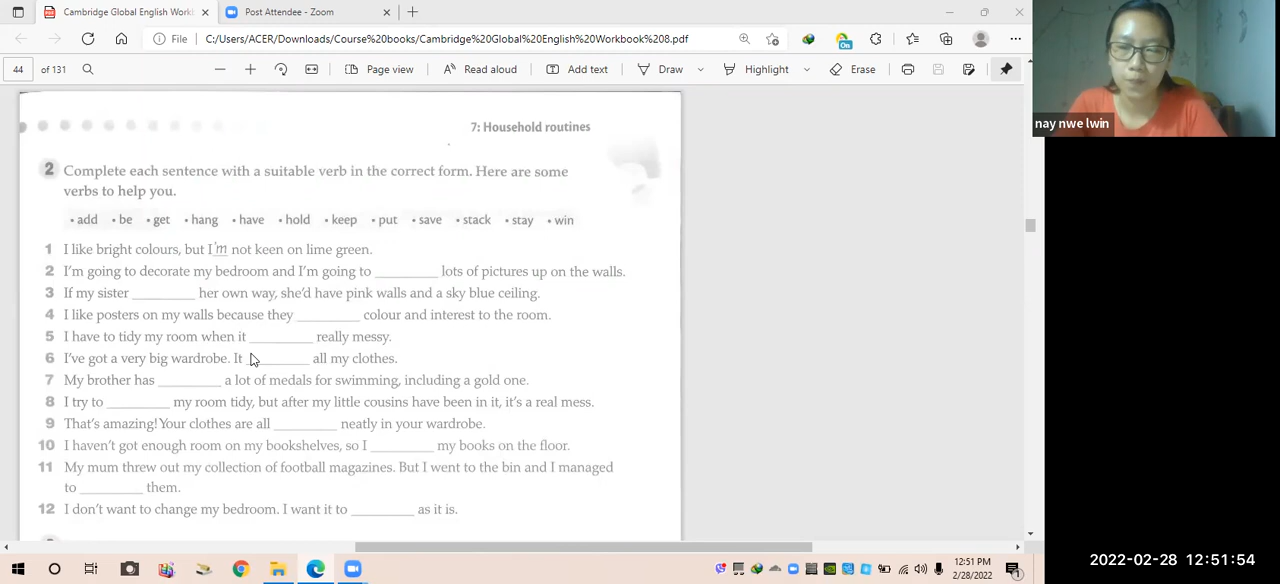 Cambridge Global English Workb
Post Attendee - Zoom
File
C:/Users/ACER/Downloads/Course%20books/Cambridge%20Global%20English%20Workbook%208.pdf
On
44 of 131
Page view
Read aloud
Add text
Draw
Highlight
Erase
nay nwe lwin
7: Household routines
2 Complete each sentence with a suitable verb in the correct form. Here are some
verbs to help you.
• add • be • get • hang • have • hold • keep • put • save • stack • stay • win
1 I like bright colours, but I'm not keen on lime green.
2 I'm going to decorate my bedroom and I'm going to ________ lots of pictures up on the walls.
3 If my sister ________ her own way, she'd have pink walls and a sky blue ceiling.
4 I like posters on my walls because they ________ colour and interest to the room.
5 I have to tidy my room when it ________ really messy.
6 I've got a very big wardrobe. It ________ all my clothes.
7 My brother has ________ a lot of medals for swimming, including a gold one.
8 I try to ________ my room tidy, but after my little cousins have been in it, it's a real mess.
9 That's amazing! Your clothes are all ________ neatly in your wardrobe.
10 I haven't got enough room on my bookshelves, so I ________ my books on the floor.
11 My mum threw out my collection of football magazines. But I went to the bin and I managed
to ________ them.
12 I don't want to change my bedroom. I want it to ________ as it is.
12:51 PM
2/28/2022
2022-02-28 12:51:54